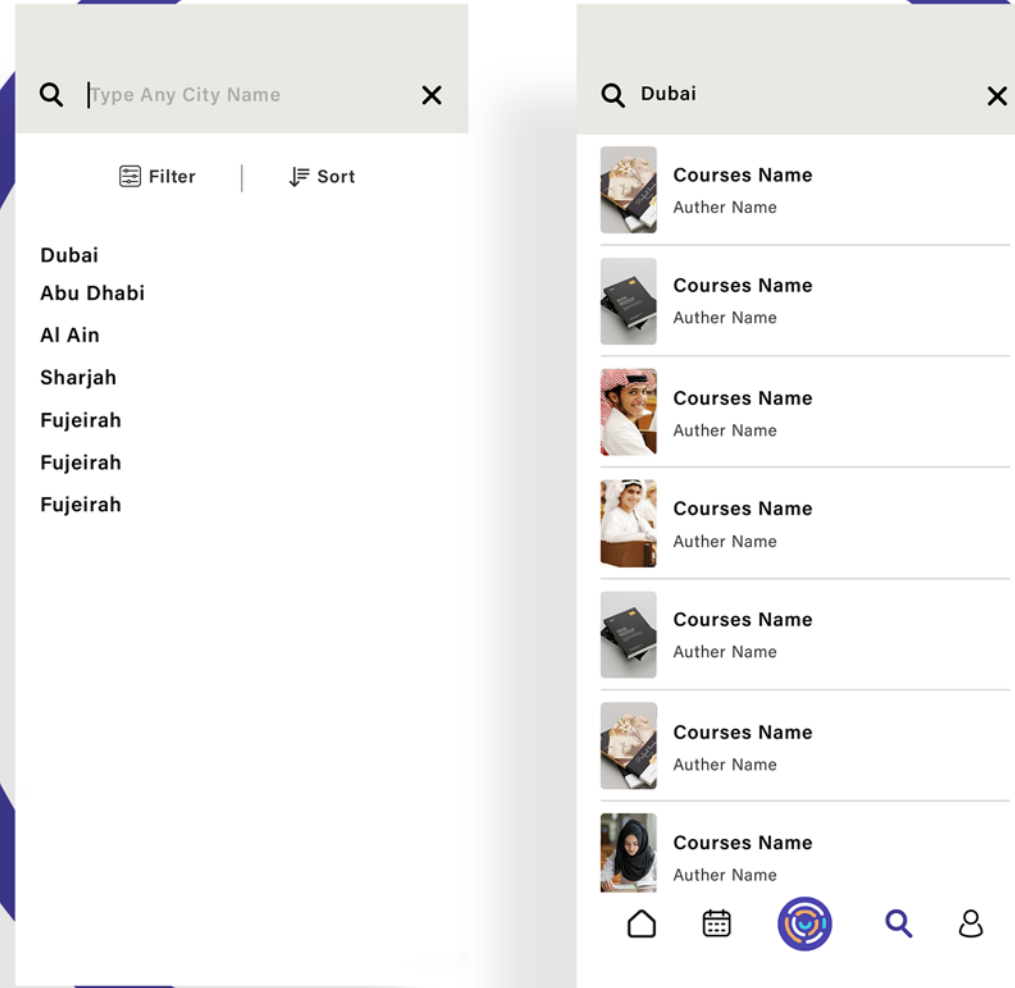 Type Any City Name
Filter
Sort
Dubai
Abu Dhabi
Al Ain
Sharjah
Fujeirah
Fujeirah
Fujeirah
Dubai
Courses Name
Auther Name
Courses Name
Auther Name
Courses Name
Auther Name
Courses Name
Auther Name
Courses Name
Auther Name
Courses Name
Auther Name
Courses Name
Auther Name